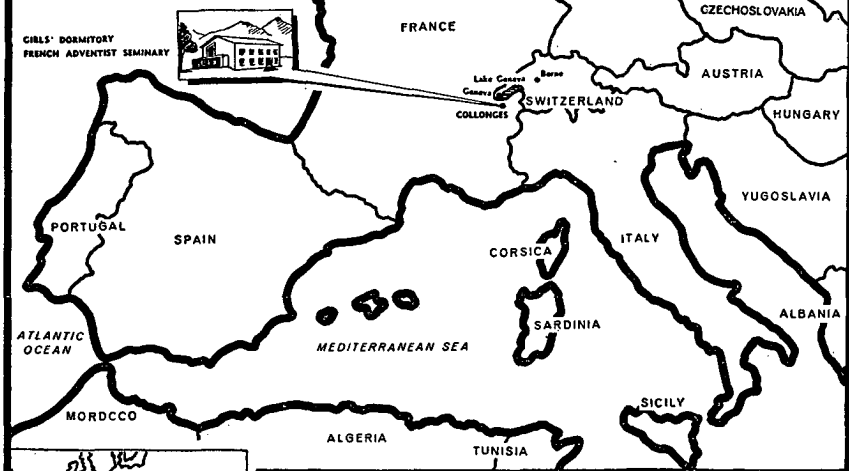 CZECHOSLOVAKIA
FRANCE
GIRLS' DORMITORY
FRENCH ADVENTIST SEMINARY
AUSTRIA
Lake Geneva
Berne
Geneva
SWITZERLAND
COLLONGES
HUNGARY
YUGOSLAVIA
PORTUGAL
SPAIN
ITALY
CORSICA
ALBANIA
SARDINIA
ATLANTIC
OCEAN
MEDITERRANEAN SEA
SICILY
MORDCCO
ALGERIA
TUNISIA